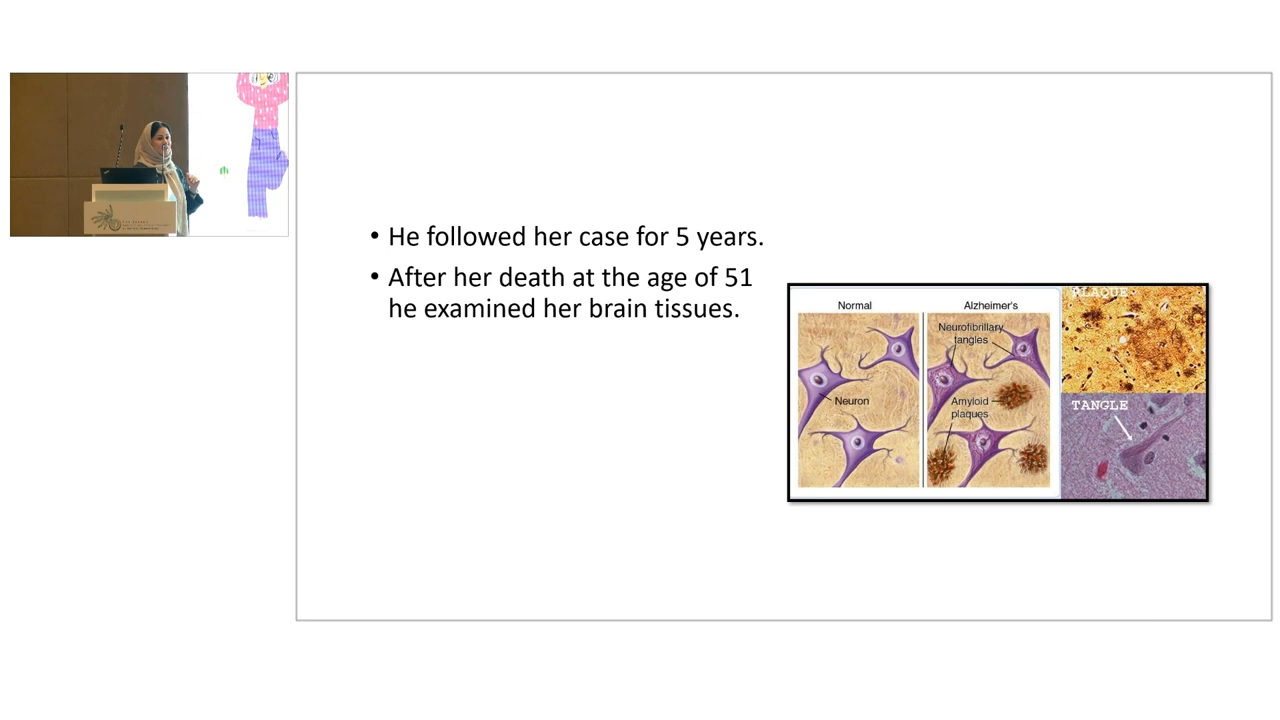 • He followed her case for 5 years.
• After her death at the age of 51
he examined her brain tissues.
Normal
Alzheimer's
Neurofibrillary
tangles
Neuron
Amyloid
plaques
PLAQUE
TANGLE